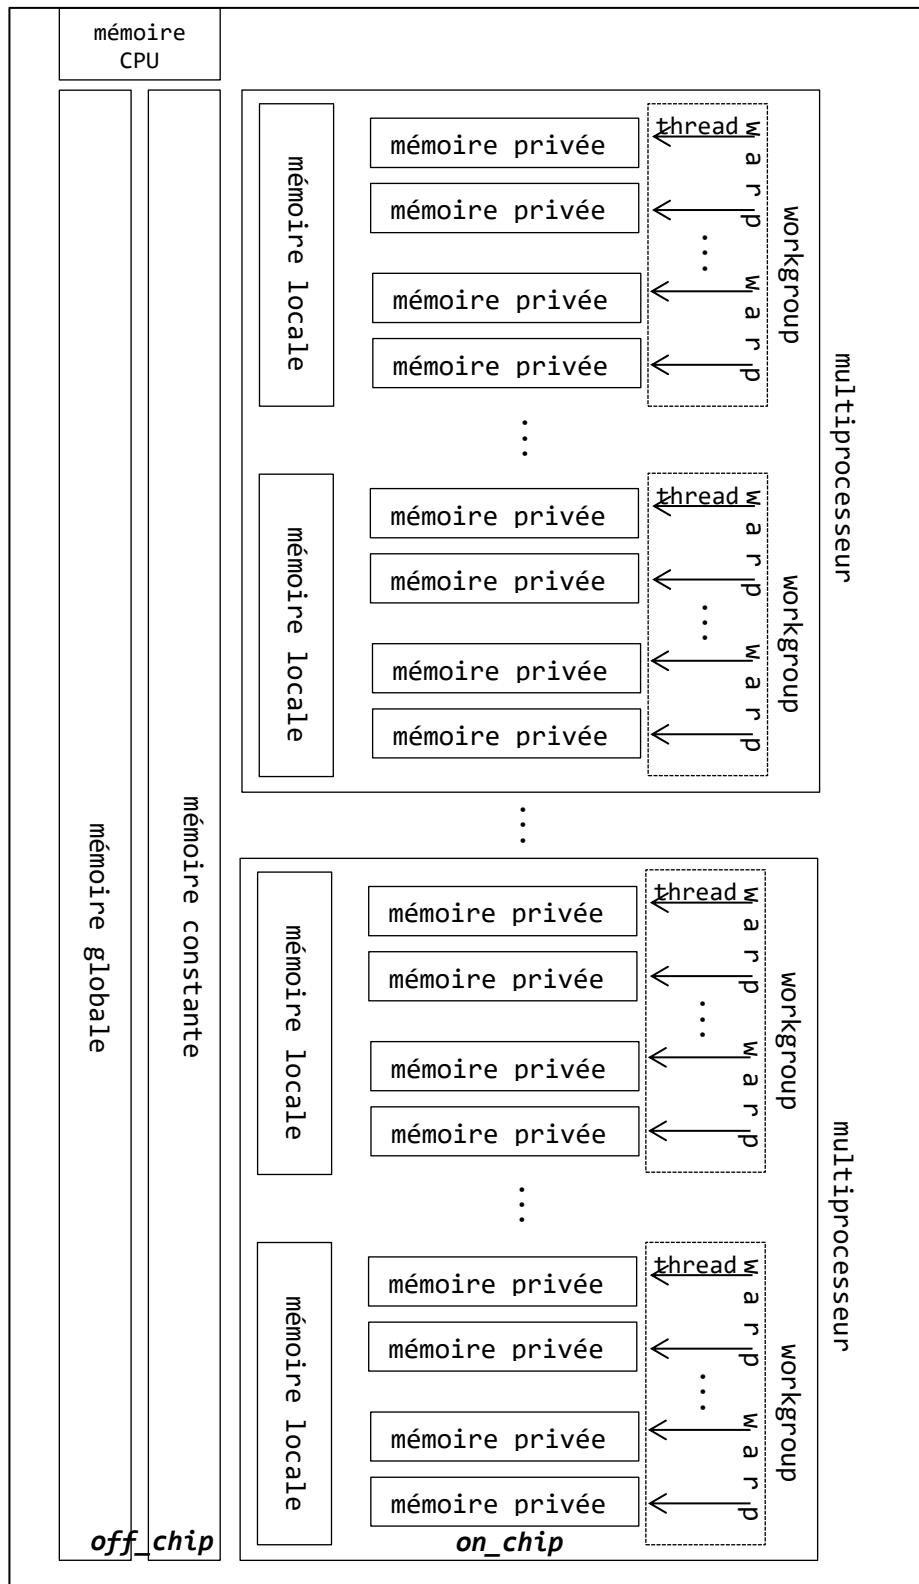 mémoire
CPU
mémoire globale
mémoire constante
mémoire locale
mémoire privée
mémoire privée
mémoire privée
mémoire privée
thread
warp
...
warp
workgroup
...
mémoire locale
mémoire privée
mémoire privée
mémoire privée
mémoire privée
thread
warp
...
warp
workgroup
multiprocesseur
...
mémoire locale
mémoire privée
mémoire privée
mémoire privée
mémoire privée
thread
warp
...
warp
workgroup
...
mémoire locale
mémoire privée
mémoire privée
mémoire privée
mémoire privée
thread
warp
...
warp
workgroup
multiprocesseur
off_chip
on_chip